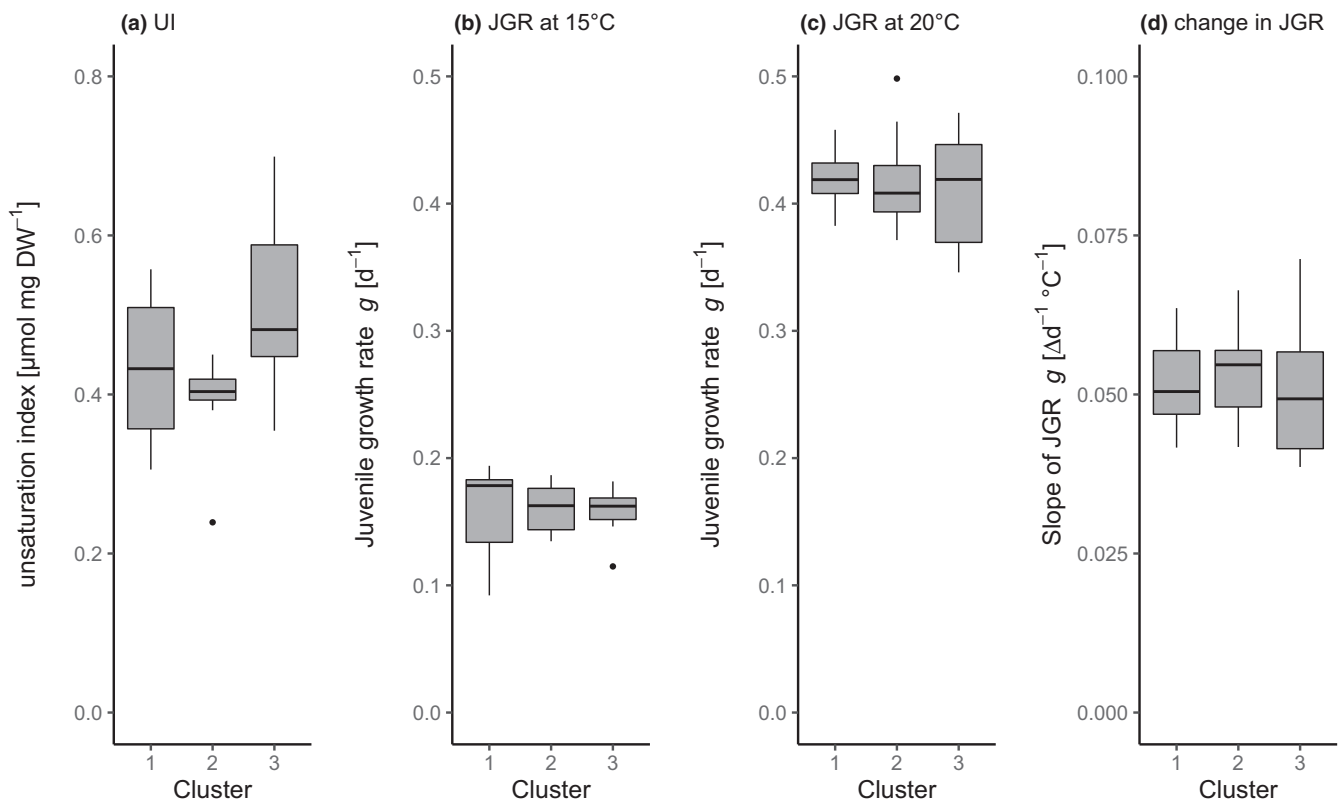 (a) UI
unsaturation index [µmol mg DW⁻¹]
0.8
0.6
0.4
0.2
0.0
1 2 3
Cluster
(b) JGR at 15°C
Juvenile growth rate g [d⁻¹]
0.5
0.4
0.3
0.2
0.1
0.0
1 2 3
Cluster
(c) JGR at 20°C
Juvenile growth rate g [d⁻¹]
0.5
0.4
0.3
0.2
0.1
0.0
1 2 3
Cluster
(d) change in JGR
Slope of JGR g [Δd⁻¹ °C⁻¹]
0.100
0.075
0.050
0.025
0.000
1 2 3
Cluster